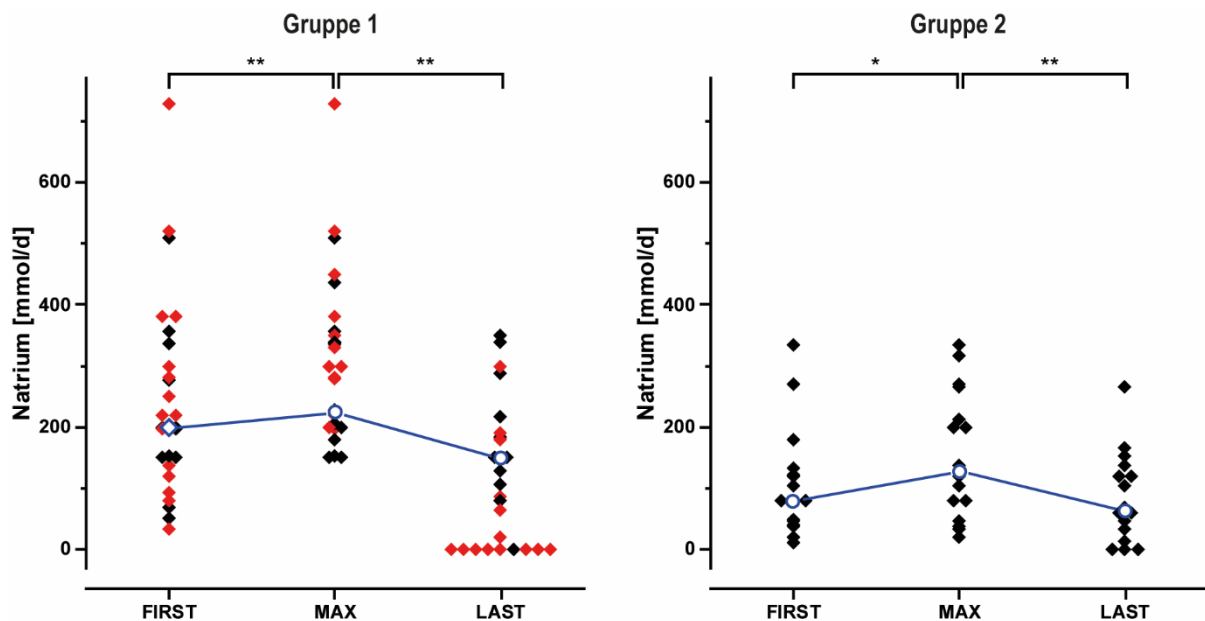 Gruppe 1
** **
Natrium [mmol/d]
600
400
200
0
FIRST MAX LAST
Gruppe 2
* **
Natrium [mmol/d]
600
400
200
0
FIRST MAX LAST